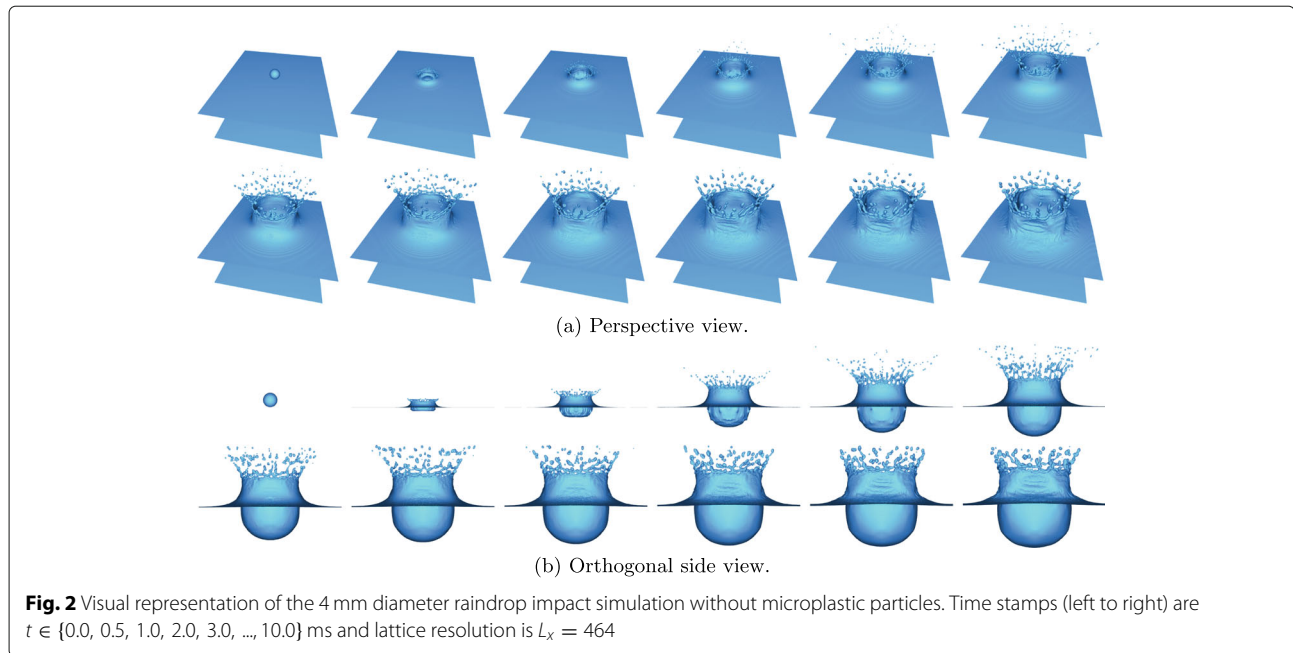 (a) Perspective view.
(b) Orthogonal side view.
Fig. 2 Visual representation of the 4 mm diameter raindrop impact simulation without microplastic particles. Time stamps (left to right) are
t ∈ {0.0, 0.5, 1.0, 2.0, 3.0, ..., 10.0} ms and lattice resolution is Lₓ = 464